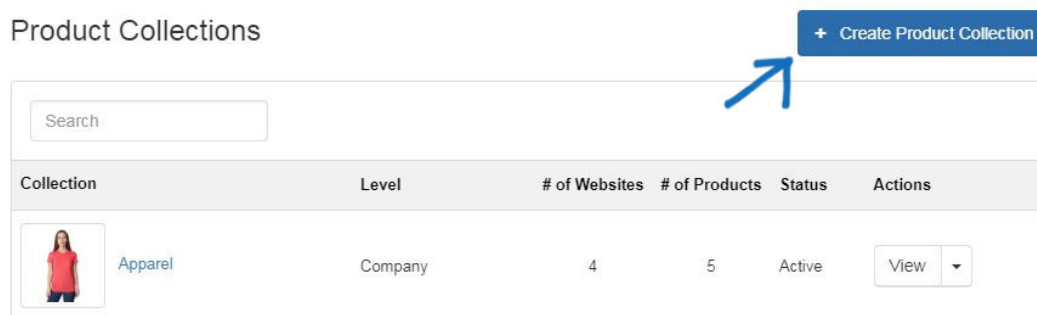 Product Collections
+ Create Product Collection
Search
Collection Level # of Websites # of Products Status Actions
Apparel Company 4 5 Active View